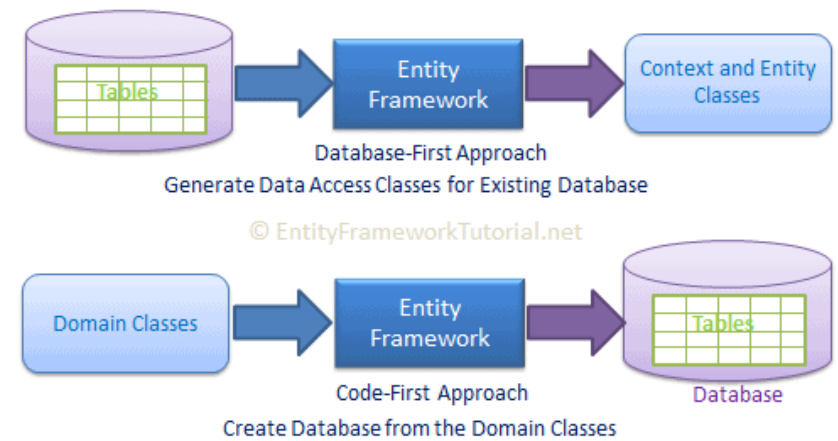 Tables
Entity
Framework
Context and Entity
Classes
Database-First Approach
Generate Data Access Classes for Existing Database
© EntityFrameworkTutorial.net
Domain Classes
Entity
Framework
Tables
Database
Code-First Approach
Create Database from the Domain Classes